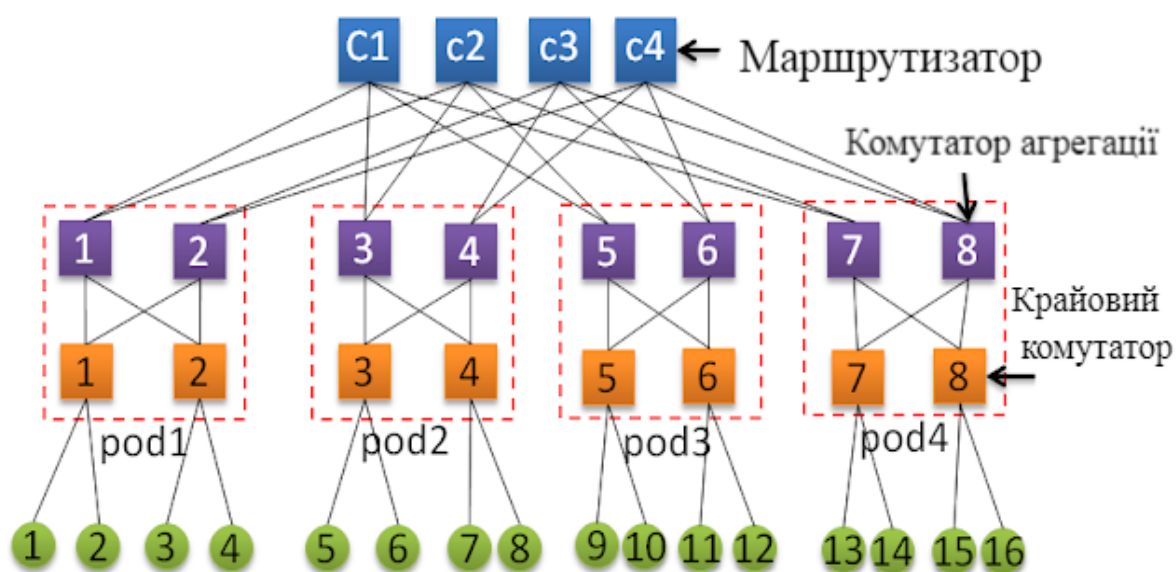 C1 c2 c3 c4 Маршрутизатор
Комутатор агрегації
1 2 3 4 5 6 7 8
Крайовий
комутатор
1 2 3 4 5 6 7 8
pod1 pod2 pod3 pod4
1 2 3 4 5 6 7 8 9 10 11 12 13 14 15 16